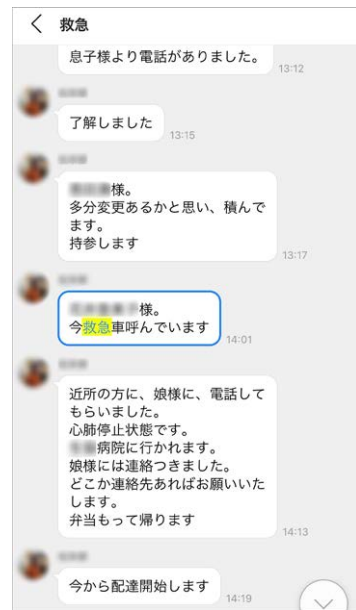 救急
息子様より電話がありました。
13:12
了解しました
13:15
様。
多分変更あるかと思い、積んで
ます。
持参します
13:17
様。
今救急車呼んでいます
14:01
近所の方に、娘様に、電話して
もらいました。
心肺停止状態です。
病院に行かれます。
娘様には連絡つきました。
どこか連絡先あればお願いいた
します。
弁当もって帰ります
14:13
今から配達開始します
14:19